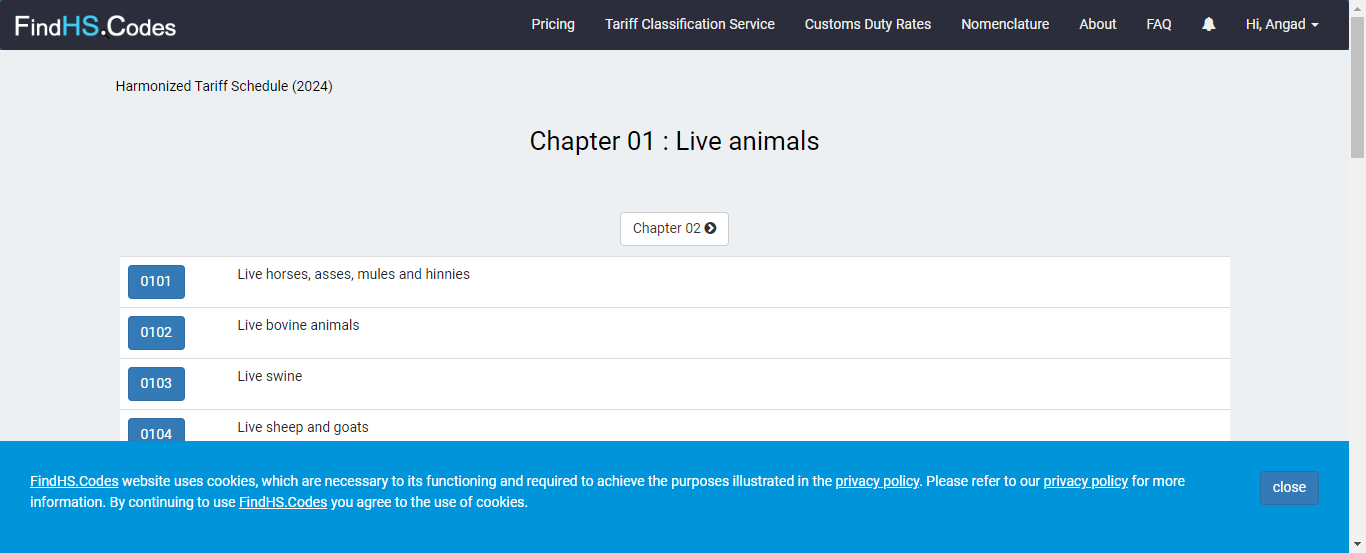 FindHS.Codes
Pricing
Tariff Classification Service
Customs Duty Rates
Nomenclature
About
FAQ
Hi, Angad
Harmonized Tariff Schedule (2024)
Chapter 01 : Live animals
Chapter 02
0101 Live horses, asses, mules and hinnies
0102 Live bovine animals
0103 Live swine
0104 Live sheep and goats
FindHS.Codes website uses cookies, which are necessary to its functioning and required to achieve the purposes illustrated in the privacy policy. Please refer to our privacy policy for more
information. By continuing to use FindHS.Codes you agree to the use of cookies.
close